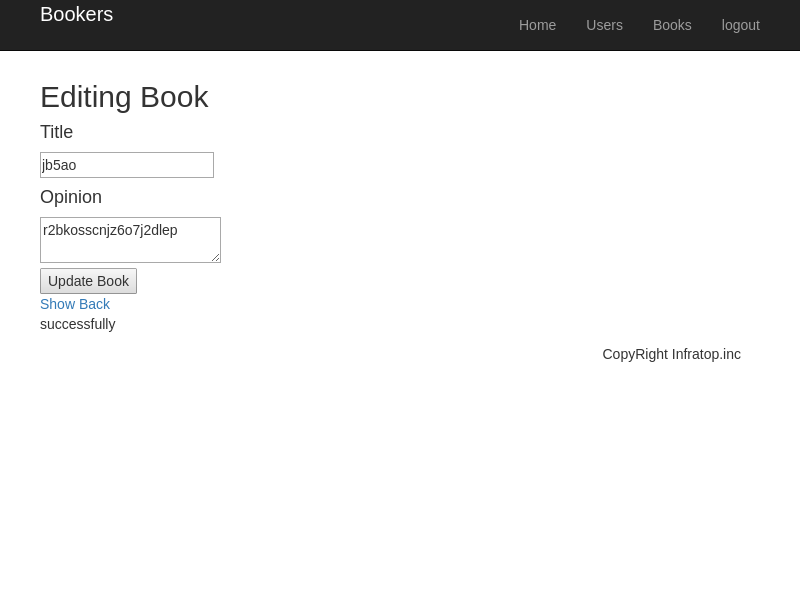 Bookers
Home Users Books logout
Editing Book
Title
jb5ao
Opinion
r2bkosscnjz6o7j2dlep
Update Book
Show Back
successfully
CopyRight Infratop.inc